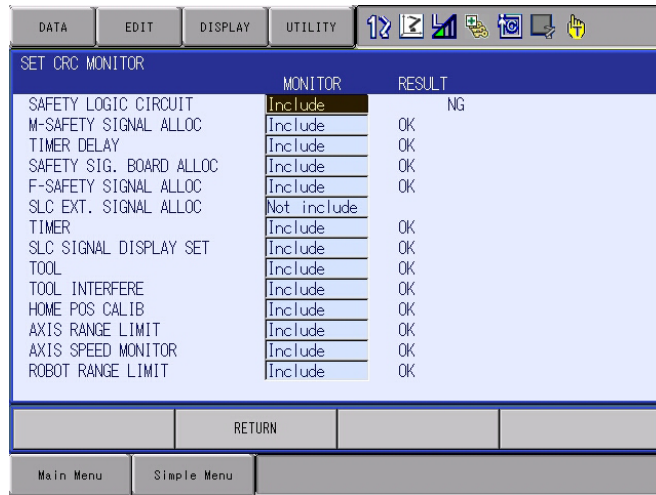 DATA EDIT DISPLAY UTILITY
SET CRC MONITOR
MONITOR RESULT
SAFETY LOGIC CIRCUIT Include NG
M-SAFETY SIGNAL ALLOC Include OK
TIMER DELAY Include OK
SAFETY SIG. BOARD ALLOC Include OK
F-SAFETY SIGNAL ALLOC Include OK
SLC EXT. SIGNAL ALLOC Not include
TIMER Include OK
SLC SIGNAL DISPLAY SET Include OK
TOOL Include OK
TOOL INTERFERE Include OK
HOME POS CALIB Include OK
AXIS RANGE LIMIT Include OK
AXIS SPEED MONITOR Include OK
ROBOT RANGE LIMIT Include OK
RETURN
Main Menu Simple Menu